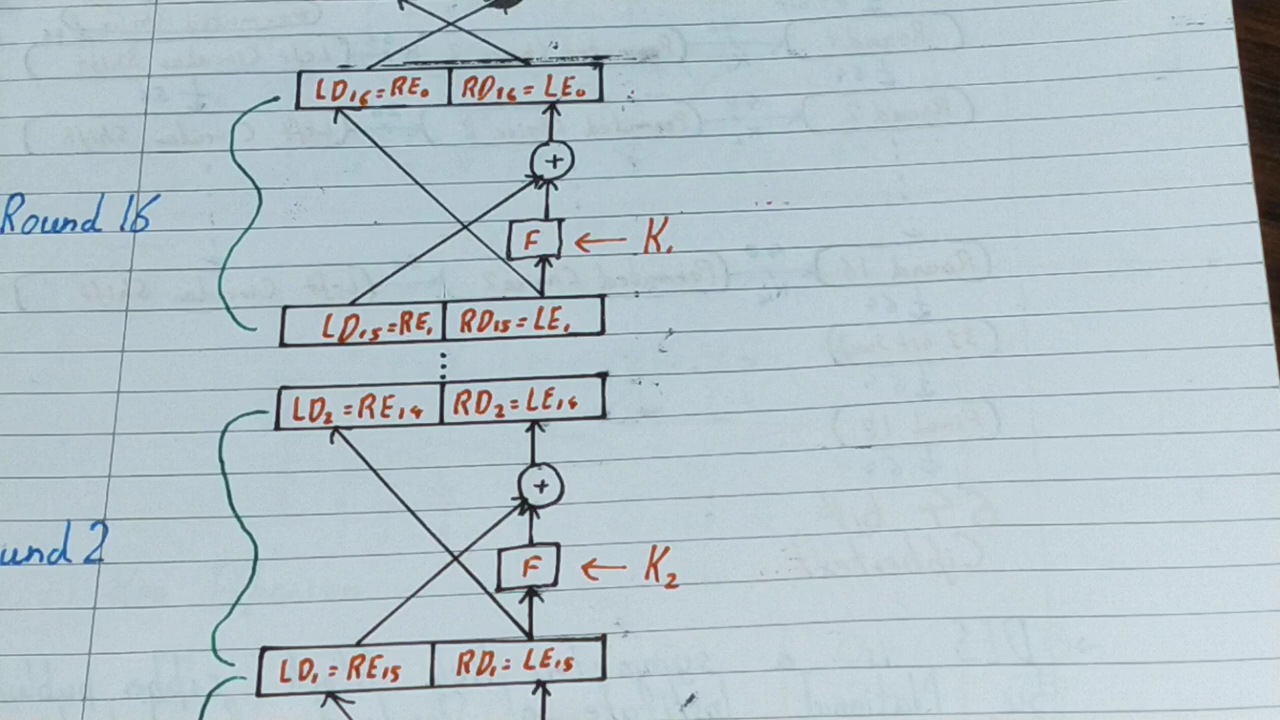 LD₁₆=RE₀ RD₁₆=LE₀
+
Round 16
F ← K₁
LD₁₅=RE₁ RD₁₅=LE₁
LD₂=RE₁₄ RD₂=LE₁₄
+
und 2
F ← K₂
LD₁=RE₁₅ RD₁=LE₁₅